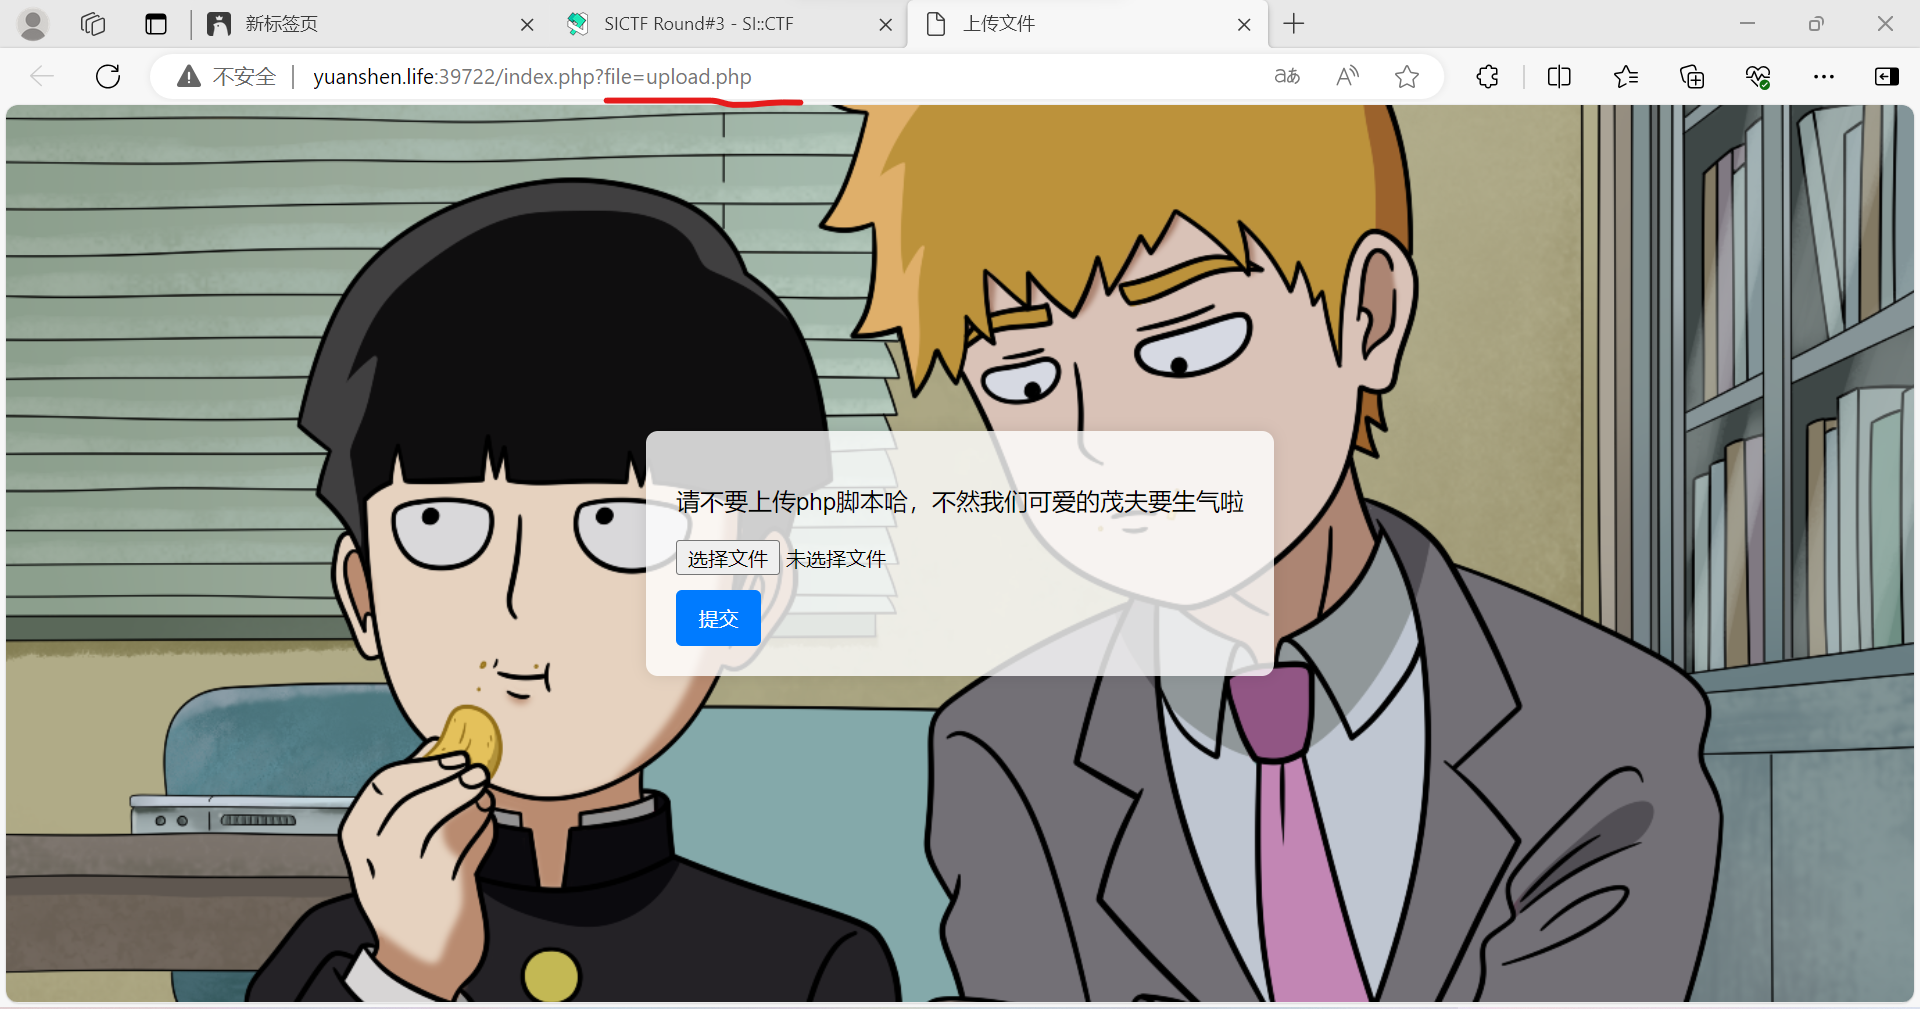 新标签页
SICTF Round#3 - SI::CTF
上传文件
不安全
yuanshen.life:39722/index.php?file=upload.php
aあ
A
请不要上传php脚本哈，不然我们可爱的茂夫要生气啦
选择文件 未选择文件
提交